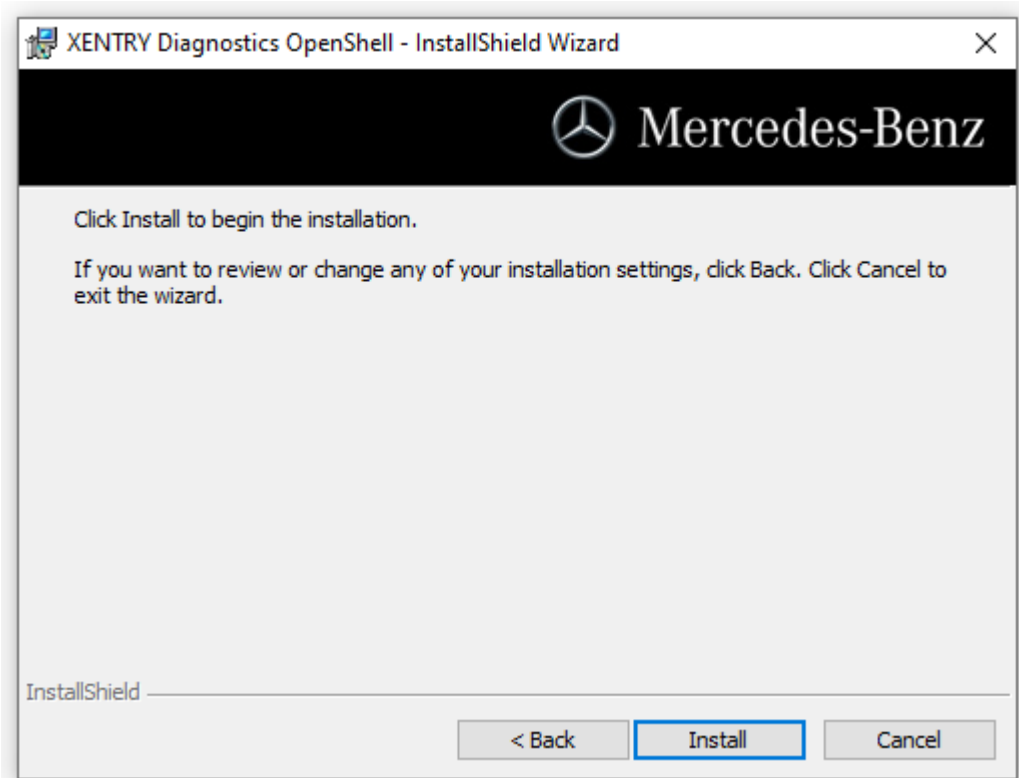 XENTRY Diagnostics OpenShell - InstallShield Wizard
Mercedes-Benz
Click Install to begin the installation.
If you want to review or change any of your installation settings, click Back. Click Cancel to
exit the wizard.
InstallShield
< Back Install Cancel